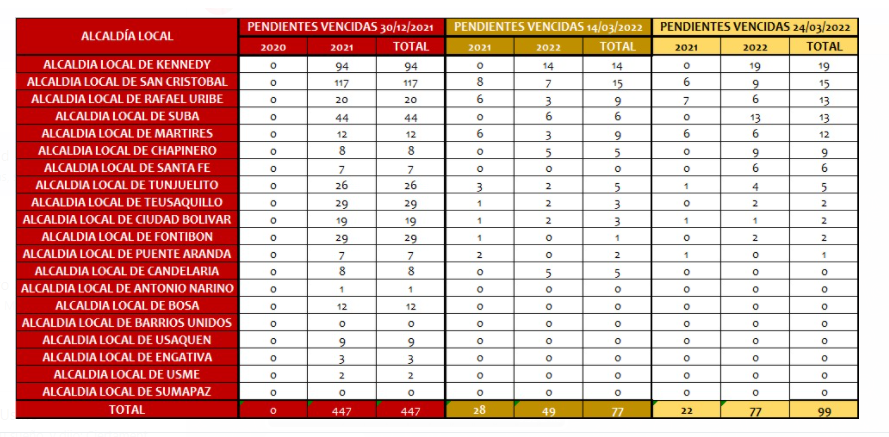 ALCALDÍA LOCAL PENDIENTES VENCIDAS 30/12/2021 PENDIENTES VENCIDAS 14/03/2022 PENDIENTES VENCIDAS 24/03/2022
2020 2021 TOTAL 2021 2022 TOTAL 2021 2022 TOTAL
ALCALDIA LOCAL DE KENNEDY 0 94 94 0 14 14 0 19 19
ALCALDIA LOCAL DE SAN CRISTOBAL 0 117 117 8 7 15 6 9 15
ALCALDIA LOCAL DE RAFAEL URIBE 0 20 20 6 3 9 7 6 13
ALCALDIA LOCAL DE SUBA 0 44 44 0 6 6 0 13 13
ALCALDIA LOCAL DE MARTIRES 0 12 12 6 3 9 6 6 12
ALCALDIA LOCAL DE CHAPINERO 0 8 8 0 5 5 0 9 9
ALCALDIA LOCAL DE SANTA FE 0 7 7 0 0 0 0 6 6
ALCALDIA LOCAL DE TUNJUELITO 0 26 26 3 2 5 1 4 5
ALCALDIA LOCAL DE TEUSAQUILLO 0 29 29 1 2 3 0 2 2
ALCALDIA LOCAL DE CIUDAD BOLIVAR 0 19 19 1 2 3 1 1 2
ALCALDIA LOCAL DE FONTIBON 0 29 29 1 0 1 0 2 2
ALCALDIA LOCAL DE PUENTE ARANDA 0 7 7 2 0 2 1 0 1
ALCALDIA LOCAL DE CANDELARIA 0 8 8 0 5 5 0 0 0
ALCALDIA LOCAL DE ANTONIO NARINO 0 1 1 0 0 0 0 0 0
ALCALDIA LOCAL DE BOSA 0 12 12 0 0 0 0 0 0
ALCALDIA LOCAL DE BARRIOS UNIDOS 0 0 0 0 0 0 0 0 0
ALCALDIA LOCAL DE USAQUEN 0 9 9 0 0 0 0 0 0
ALCALDIA LOCAL DE ENGATIVA 0 3 3 0 0 0 0 0 0
ALCALDIA LOCAL DE USME 0 2 2 0 0 0 0 0 0
ALCALDIA LOCAL DE SUMAPAZ 0 0 0 0 0 0 0 0 0
TOTAL 0 447 447 28 49 77 22 77 99